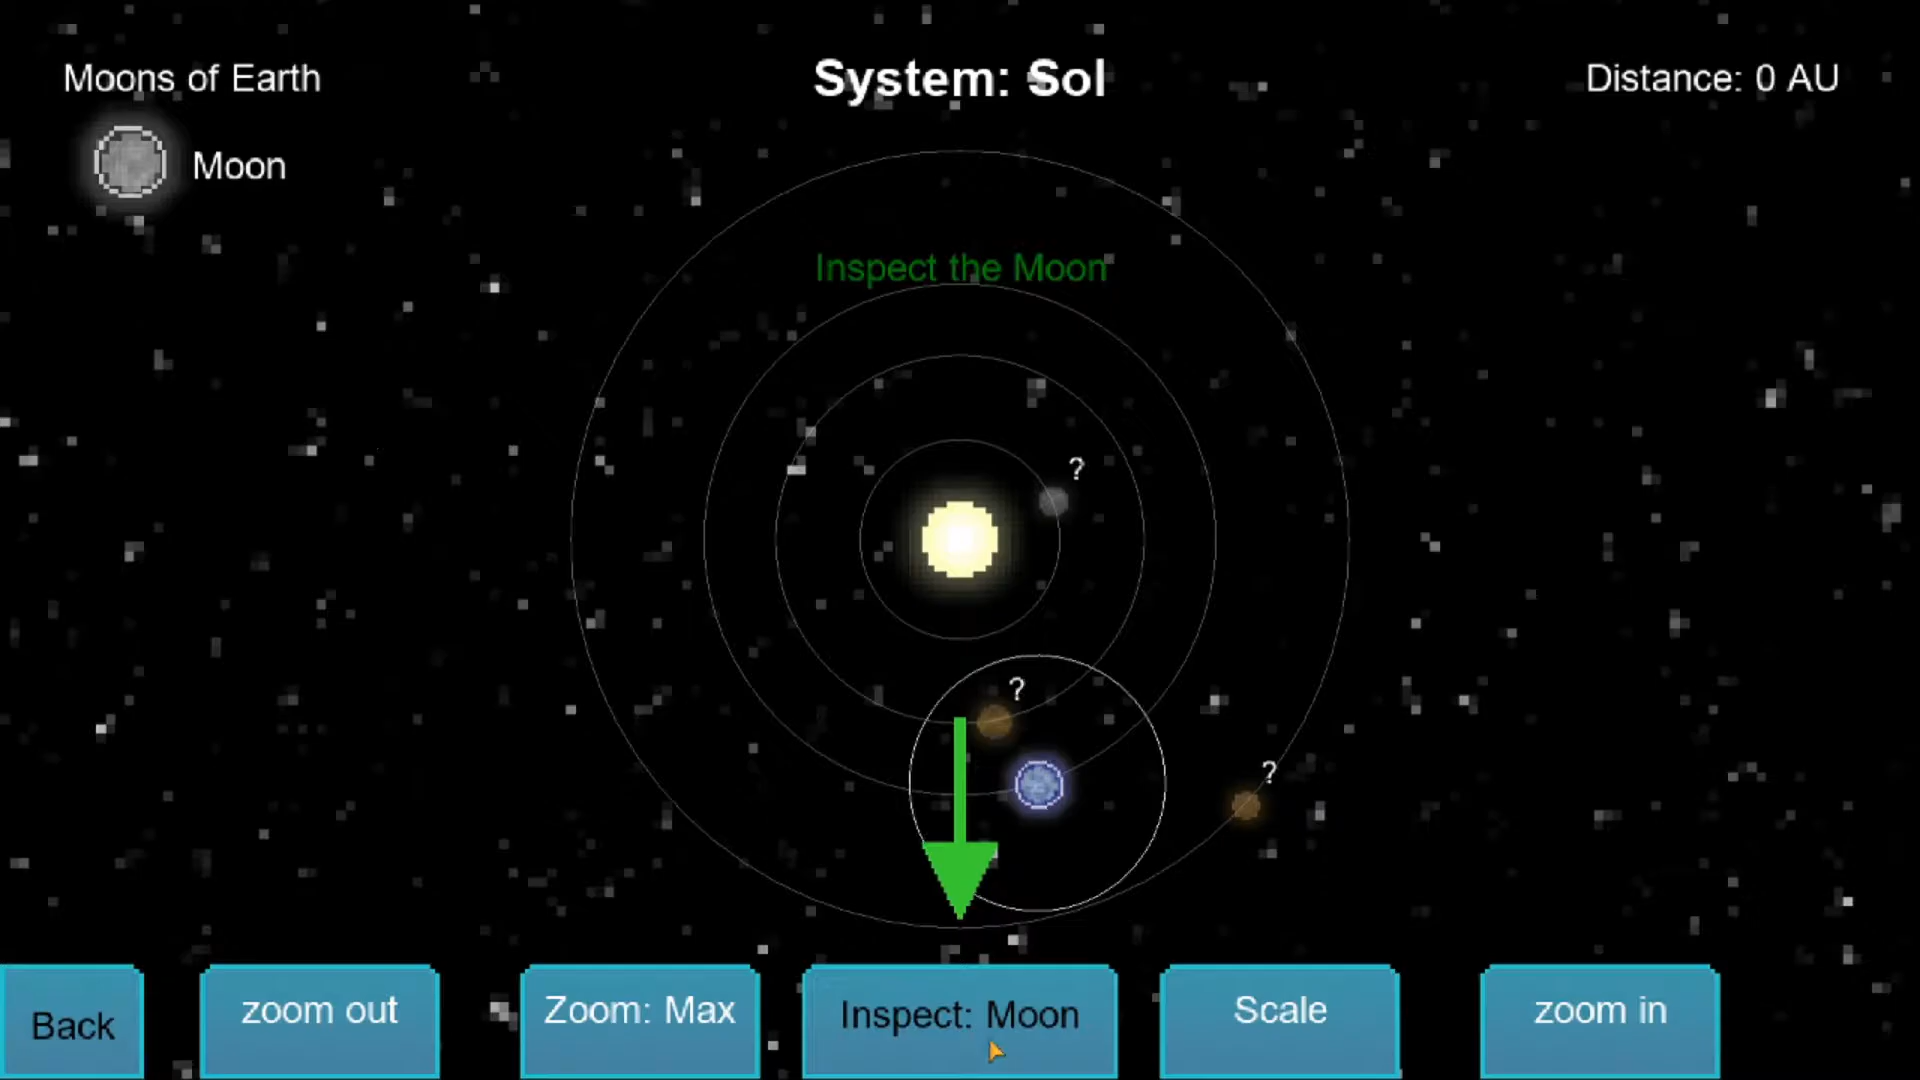 Moons of Earth
System: Sol
Distance: 0 AU
Moon
Inspect the Moon
?
?
?
Back
zoom out
Zoom: Max
Inspect: Moon
Scale
zoom in